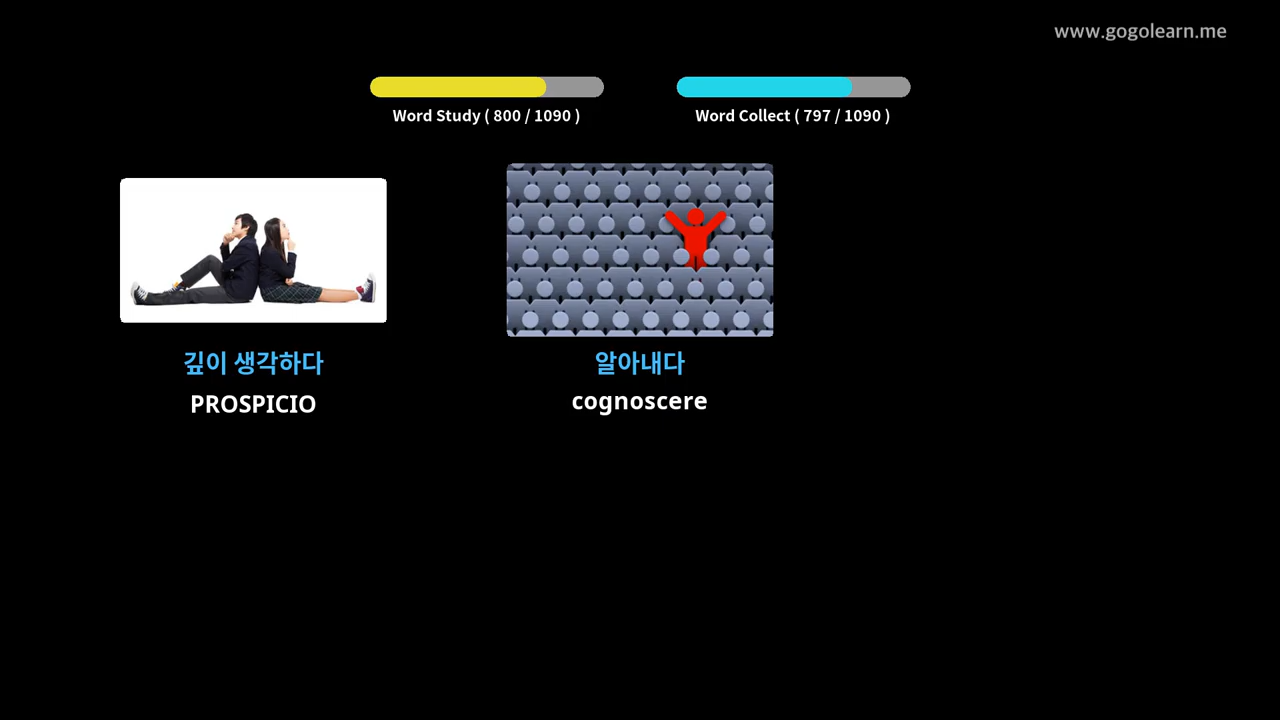 www.gogolearn.me
Word Study ( 800 / 1090 )
Word Collect ( 797 / 1090 )
깊이 생각하다
PROSPICIO
알아내다
cognoscere